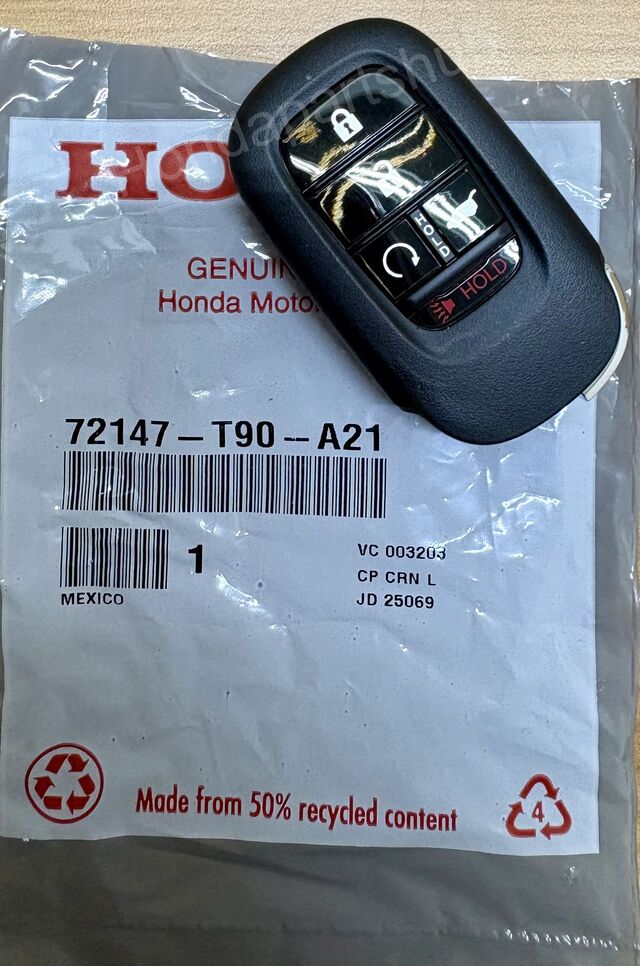 Hondapartshu
HO
GENUIN
Honda Moto
HOLD
HOLD
72147-T90-A21
1
VC 003203
CP CRN L
MEXICO
JD 25069
Made from 50% recycled content
4